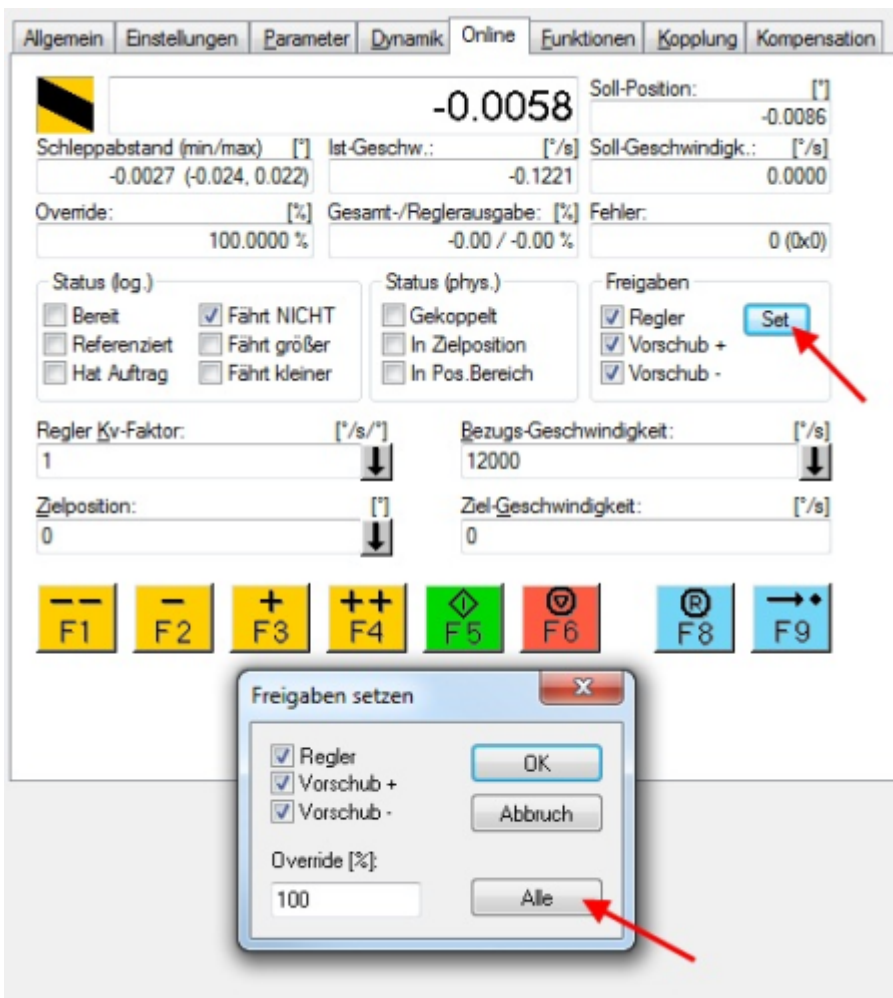 Allgemein Einstellungen Parameter Dynamik Online Funktionen Kopplung Kompensation
-0.0058
Soll-Position: [°]
-0.0086
Schleppabstand (min/max) [°] Ist-Geschw.: [°/s] Soll-Geschwindigk.: [°/s]
-0.0027 (-0.024, 0.022) -0.1221 0.0000
Override: [%] Gesamt-/Reglerausgabe: [%] Fehler:
100.0000 % -0.00 / -0.00 % 0 (0x0)
Status (log.) Status (phys.) Freigaben
Bereit Fährt NICHT Gekoppelt Regler Set
Referenziert Fährt größer In Zielposition Vorschub +
Hat Auftrag Fährt kleiner In Pos.Bereich Vorschub -
Regler Kv-Faktor: [°/s/°] Bezugs-Geschwindigkeit: [°/s]
1 12000
Zielposition: [°] Ziel-Geschwindigkeit: [°/s]
0 0
-- - + ++ R
F1 F2 F3 F4 F5 F6 F8 F9
Freigaben setzen
Regler OK
Vorschub +
Vorschub - Abbruch
Override [%]:
100 Alle